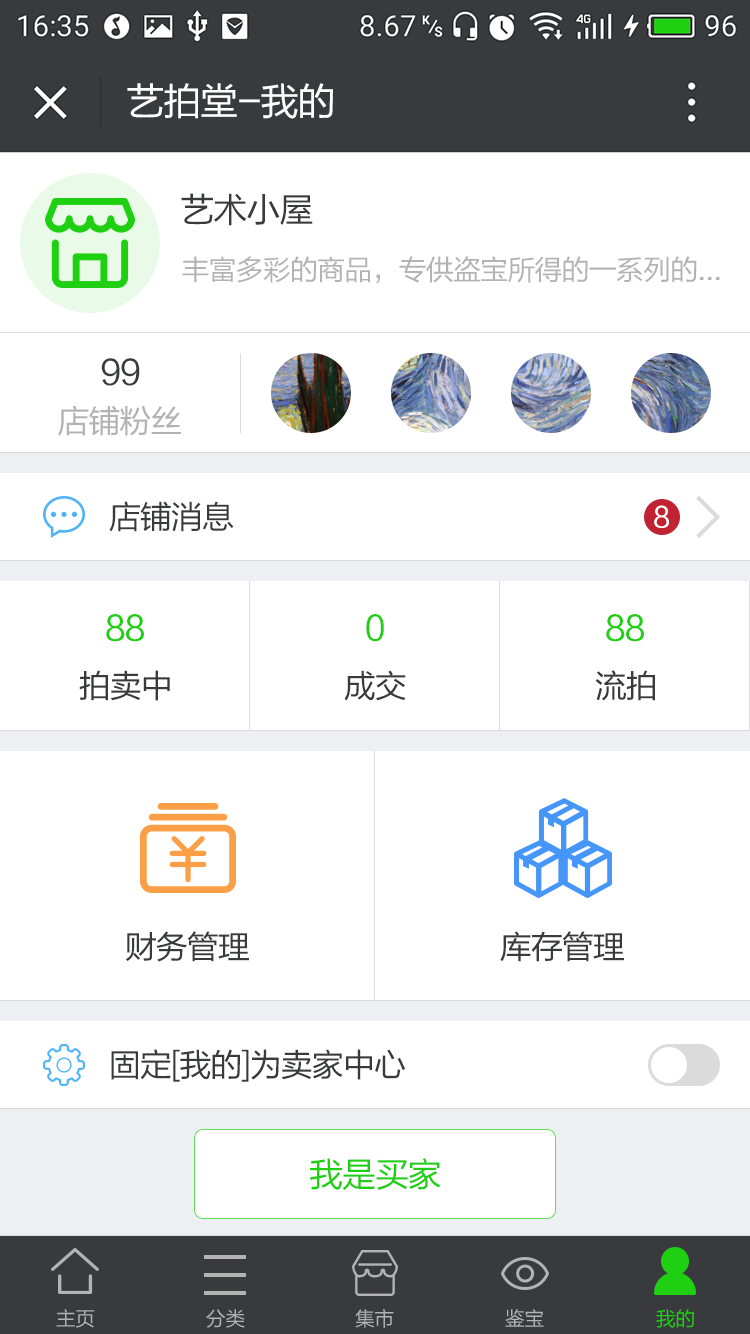 16:35 8.67 K/s 4G 96
艺拍堂-我的
艺术小屋
丰富多彩的商品，专供盗宝所得的一系列的...
99
店铺粉丝
店铺消息 8
88 0 88
拍卖中 成交 流拍
财务管理 库存管理
固定[我的]为卖家中心
我是买家
主页 分类 集市 鉴宝 我的